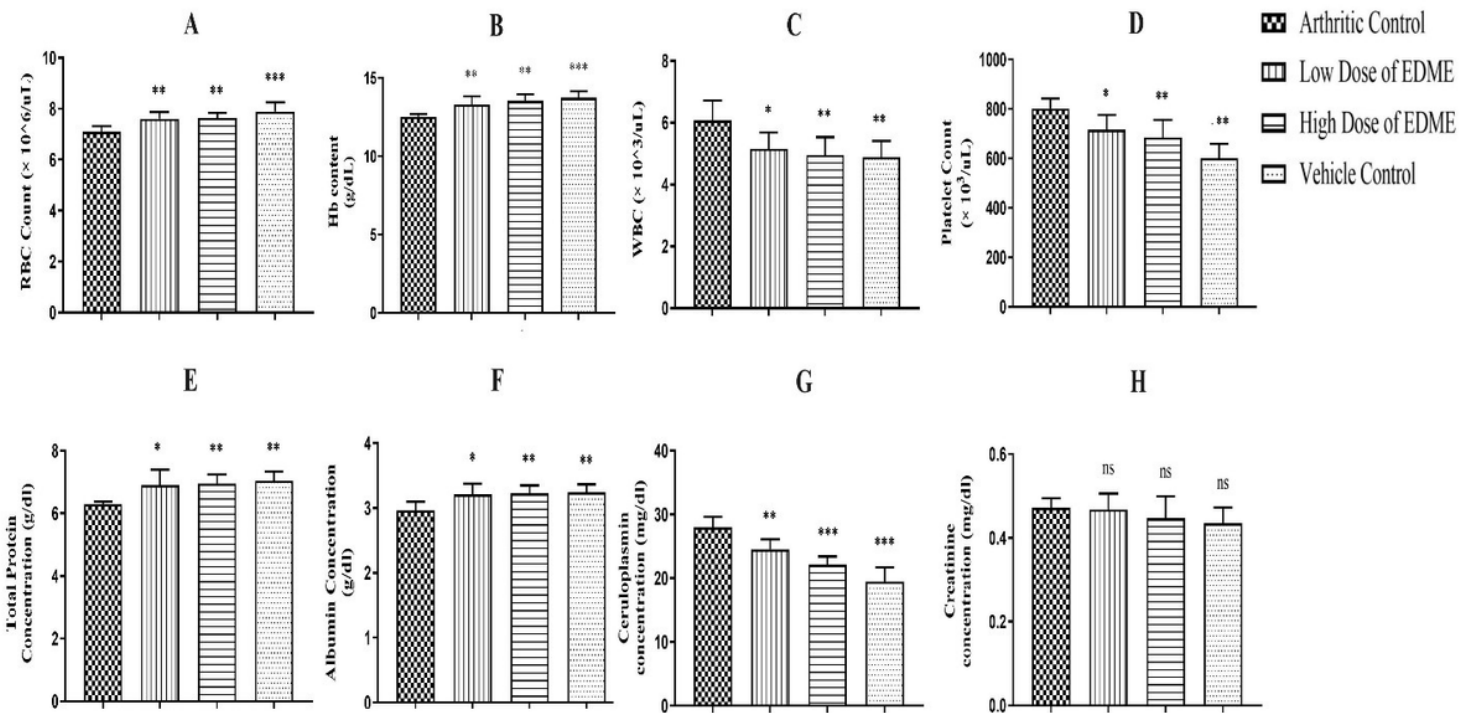 A
RBC Count (× 10^6/uL)
10
8
6
4
2
0
**
**
***
B
Hb content
(g/dL)
15
10
5
0
**
**
***
C
WBC (× 10^3/uL)
6
4
2
0
*
**
**
D
Platelet Count
(× 10³/uL)
1000
800
600
400
200
0
*
**
.**
Arthritic Control
Low Dose of EDME
High Dose of EDME
Vehicle Control
E
Total Protein
Concentration (g/dl)
8
6
4
2
0
*
**
**
F
Albumin Concentration
(g/dl)
4
3
2
1
0
*
**
**
G
Ceruloplasmin
concentration (mg/dl)
40
30
20
10
0
**
***
***
H
Creatinine
concentration (mg/dl)
0.6
0.4
0.2
0.0
ns
ns
ns